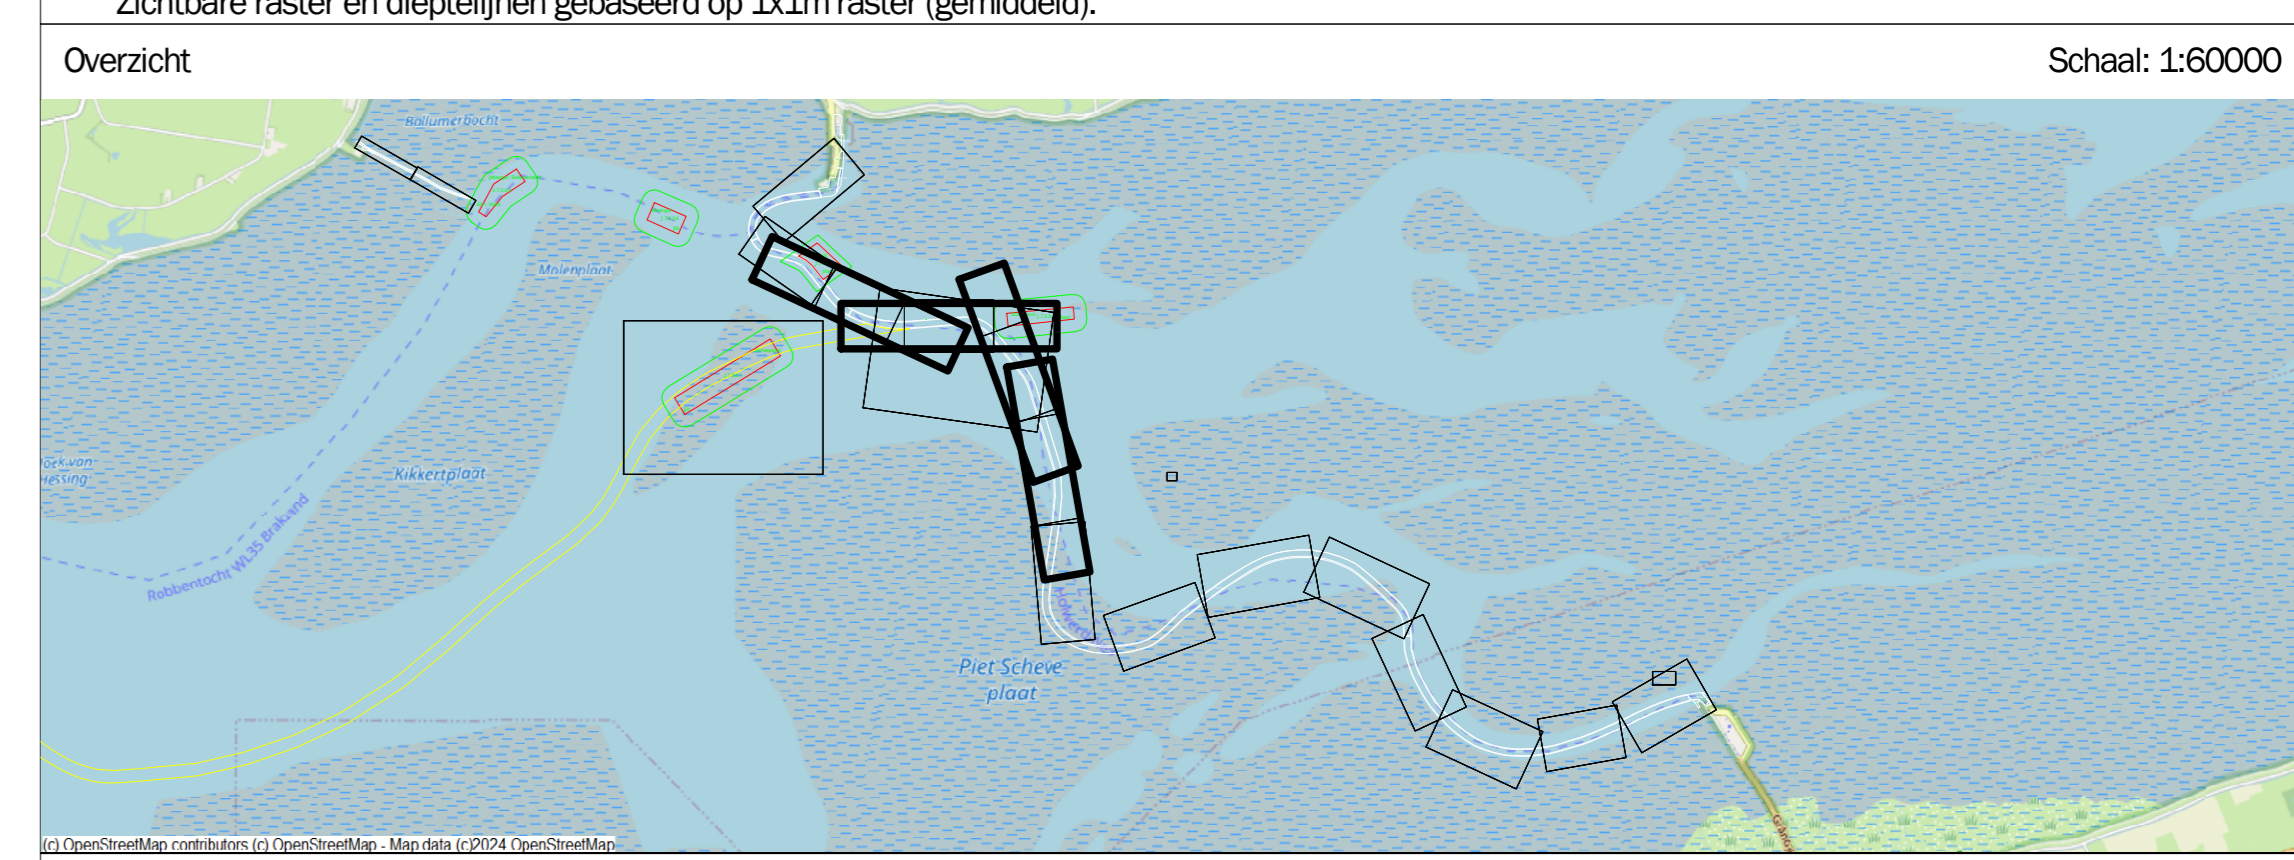 Zichtbare raster en dieptelijnen gebaseerd op 1x1m raster (gemiddeld).
Overzicht
Schaal: 1:60000
Ballumerbocht
Molenplaat
Kikkertplaat
Robbentocht WL35 Brakzand
Piet Scheve
plaat
(c) OpenStreetMap contributors (c) OpenStreetMap - Map data (c)2024 OpenStreetMap